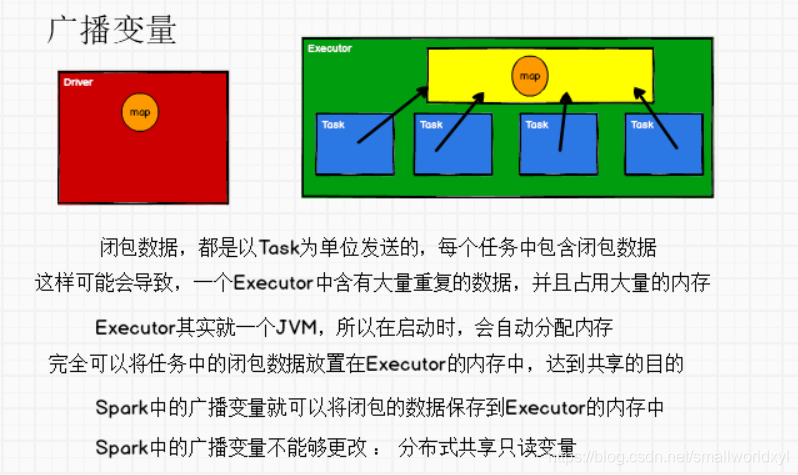 广播变量
Driver
map
Executor
map
Task
Task
Task
Task
闭包数据，都是以Task为单位发送的，每个任务中包含闭包数据
这样可能会导致，一个Executor中含有大量重复的数据，并且占用大量的内存
Executor其实就一个JVM，所以在启动时，会自动分配内存
完全可以将任务中的闭包数据放置在Executor的内存中，达到共享的目的
Spark中的广播变量就可以将闭包的数据保存到Executor的内存中
Spark中的广播变量不能够更改： 分布式共享只读变量
https://blog.csdn.net/smallworldxyl